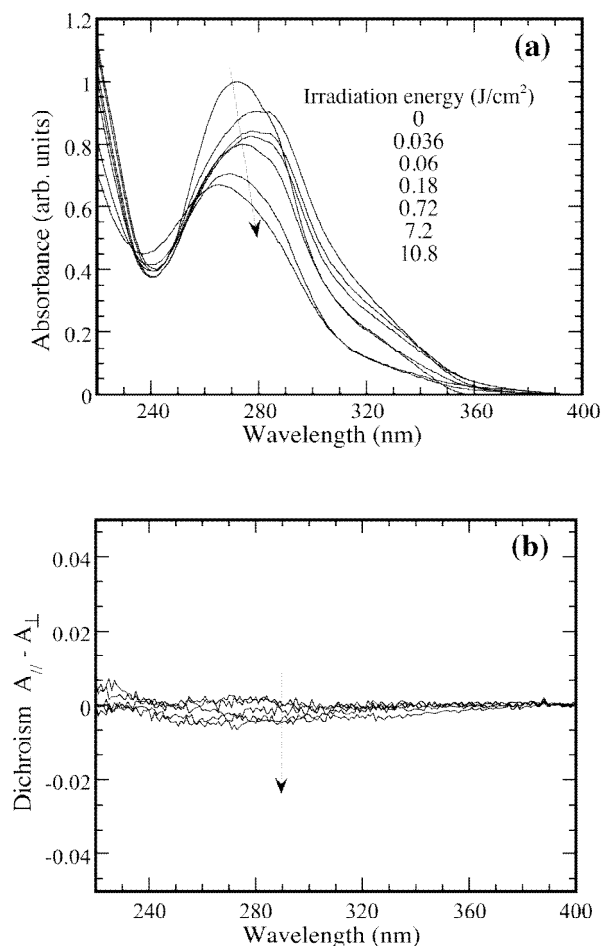 (a)
1.2
1
0.8
0.6
0.4
0.2
0
Absorbance (arb. units)
Irradiation energy (J/cm²)
0
0.036
0.06
0.18
0.72
7.2
10.8
240 280 320 360 400
Wavelength (nm)
(b)
0.04
0.02
0
-0.02
-0.04
Dichroism A// - A⊥
240 280 320 360 400
Wavelength (nm)